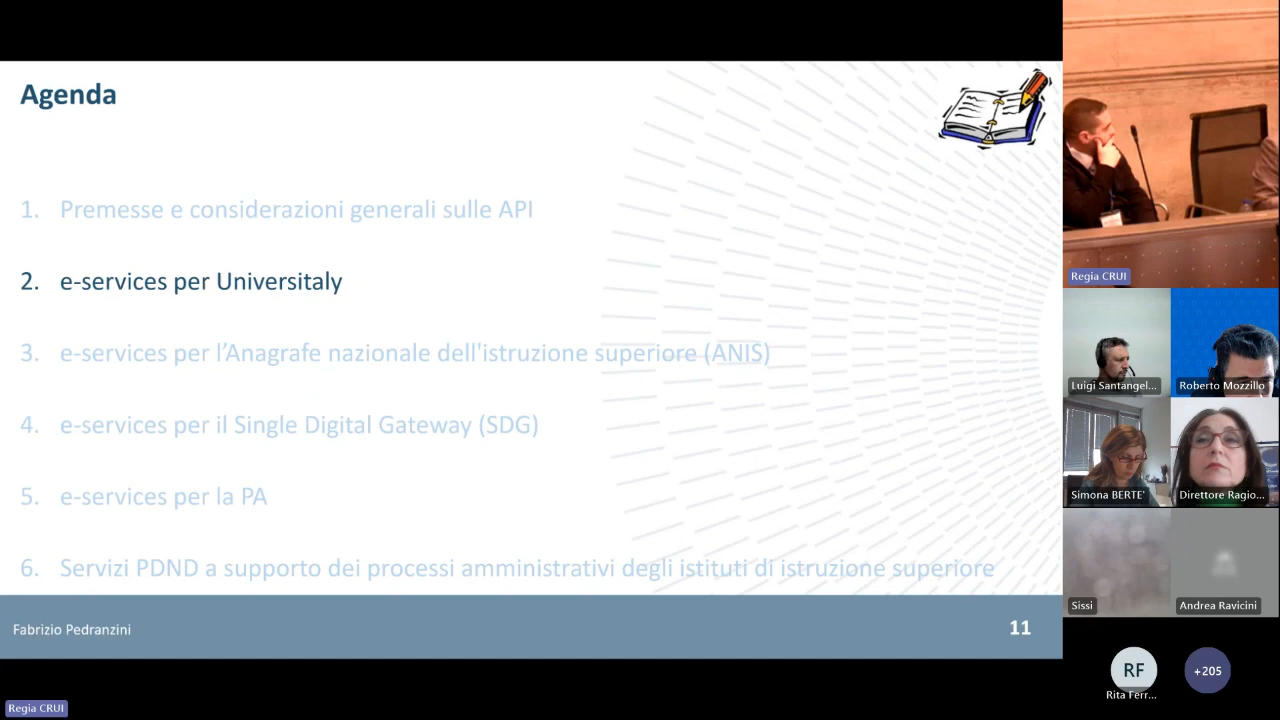 Agenda
1. Premesse e considerazioni generali sulle API
2. e-services per Universitaly
3. e-services per l’Anagrafe nazionale dell'istruzione superiore (ANIS)
4. e-services per il Single Digital Gateway (SDG)
5. e-services per la PA
6. Servizi PDND a supporto dei processi amministrativi degli istituti di istruzione superiore
Fabrizio Pedranzini
11
Regia CRUI
Regia CRUI
Luigi Santangel...
Roberto Mozzillo
Simona BERTE'
Direttore Ragio...
Sissi
Andrea Ravicini
RF
+205
Rita Ferr...